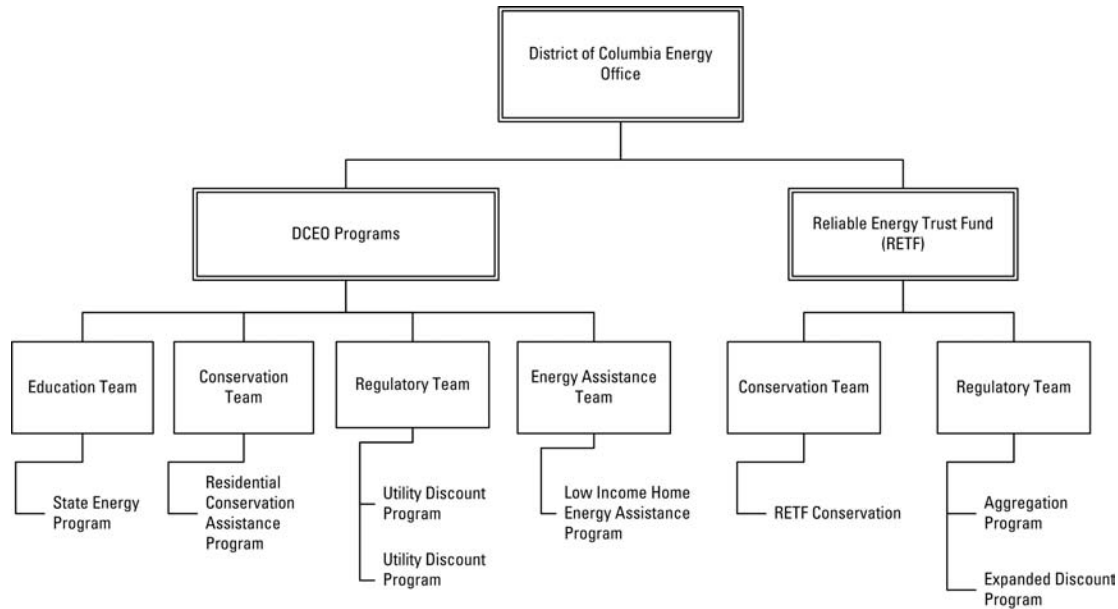 District of Columbia Energy
Office
DCEO Programs
Reliable Energy Trust Fund
(RETF)
Education Team
Conservation
Team
Regulatory Team
Energy Assistance
Team
Conservation Team
Regulatory Team
State Energy
Program
Residential
Conservation
Assistance
Program
Utility Discount
Program
Utility Discount
Program
Low Income Home
Energy Assistance
Program
RETF Conservation
Aggregation
Program
Expanded Discount
Program